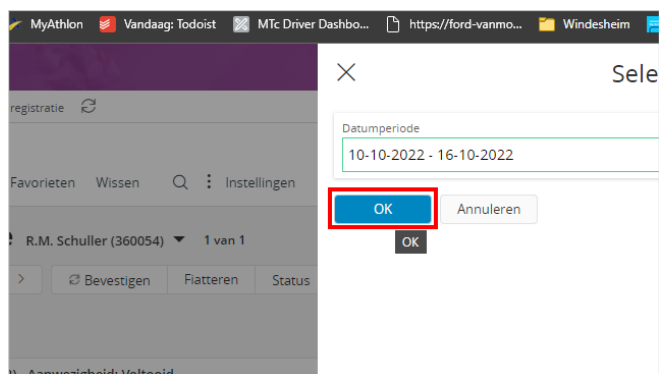 MyAthlon Vandaag: Todoist MTc Driver Dashbo... https://ford-vanmo... Windesheim
Sele
registratie
Datumperiode
10-10-2022 - 16-10-2022
Favorieten Wissen Instellingen
OK Annuleren
R.M. Schuller (360054) 1 van 1
OK
Bevestigen Fiatteren Status
Aanwezigheid: Voltooid